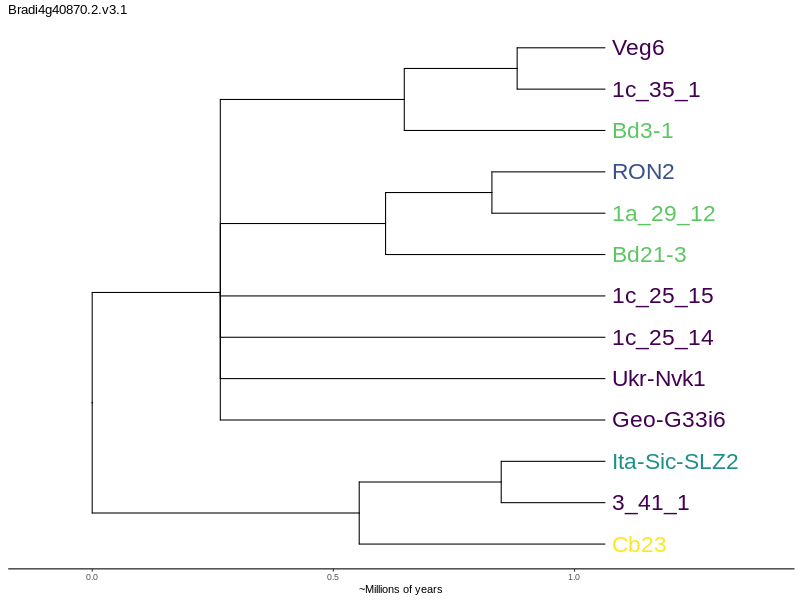 Bradi4g40870.2.v3.1
Veg6
1c_35_1
Bd3-1
RON2
1a_29_12
Bd21-3
1c_25_15
1c_25_14
Ukr-Nvk1
Geo-G33i6
Ita-Sic-SLZ2
3_41_1
Cb23
0.0 0.5 1.0
~Millions of years